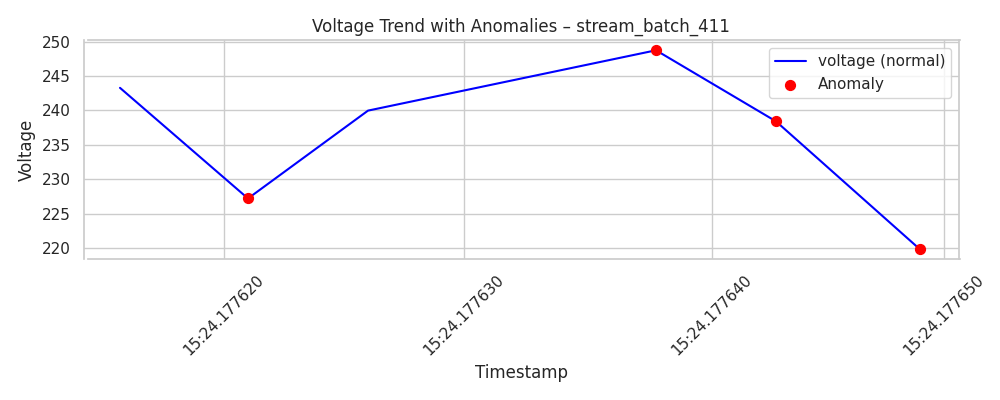 Voltage Trend with Anomalies – stream_batch_411
voltage (normal)
Anomaly
Voltage
250
245
240
235
230
225
220
15:24.177620
15:24.177630
15:24.177640
15:24.177650
Timestamp